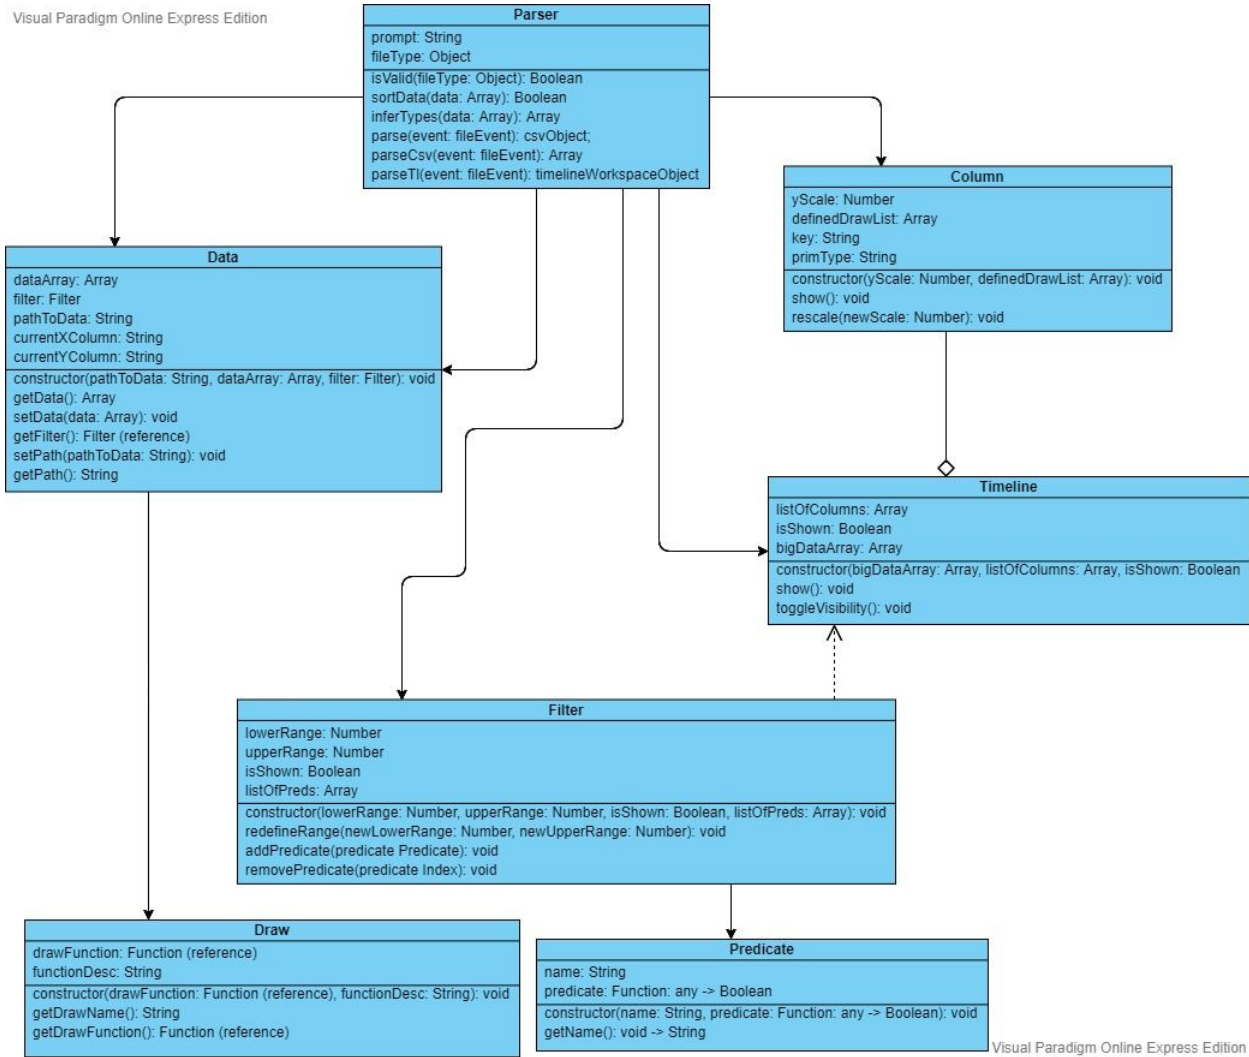 Visual Paradigm Online Express Edition
Parser
prompt: String
fileType: Object
isValid(fileType: Object): Boolean
sortData(data: Array): Boolean
inferTypes(data: Array): Array
parse(event: fileEvent): csvObject;
parseCsv(event: fileEvent): Array
parseTl(event: fileEvent): timelineWorkspaceObject
Column
yScale: Number
definedDrawList: Array
key: String
primType: String
constructor(yScale: Number, definedDrawList: Array): void
show(): void
rescale(newScale: Number): void
Data
dataArray: Array
filter: Filter
pathToData: String
currentXColumn: String
currentYColumn: String
constructor(pathToData: String, dataArray: Array, filter: Filter): void
getData(): Array
setData(data: Array): void
getFilter(): Filter (reference)
setPath(pathToData: String): void
getPath(): String
Timeline
listOfColumns: Array
isShown: Boolean
bigDataArray: Array
constructor(bigDataArray: Array, listOfColumns: Array, isShown: Boolean
show(): void
toggleVisibility(): void
Filter
lowerRange: Number
upperRange: Number
isShown: Boolean
listOfPreds: Array
constructor(lowerRange: Number, upperRange: Number, isShown: Boolean, listOfPreds: Array): void
redefineRange(newLowerRange: Number, newUpperRange: Number): void
addPredicate(predicate Predicate): void
removePredicate(predicate Index): void
Draw
drawFunction: Function (reference)
functionDesc: String
constructor(drawFunction: Function (reference), functionDesc: String): void
getDrawName(): String
getDrawFunction(): Function (reference)
Predicate
name: String
predicate: Function: any -> Boolean
constructor(name: String, predicate: Function: any -> Boolean): void
getName(): void -> String
Visual Paradigm Online Express Edition